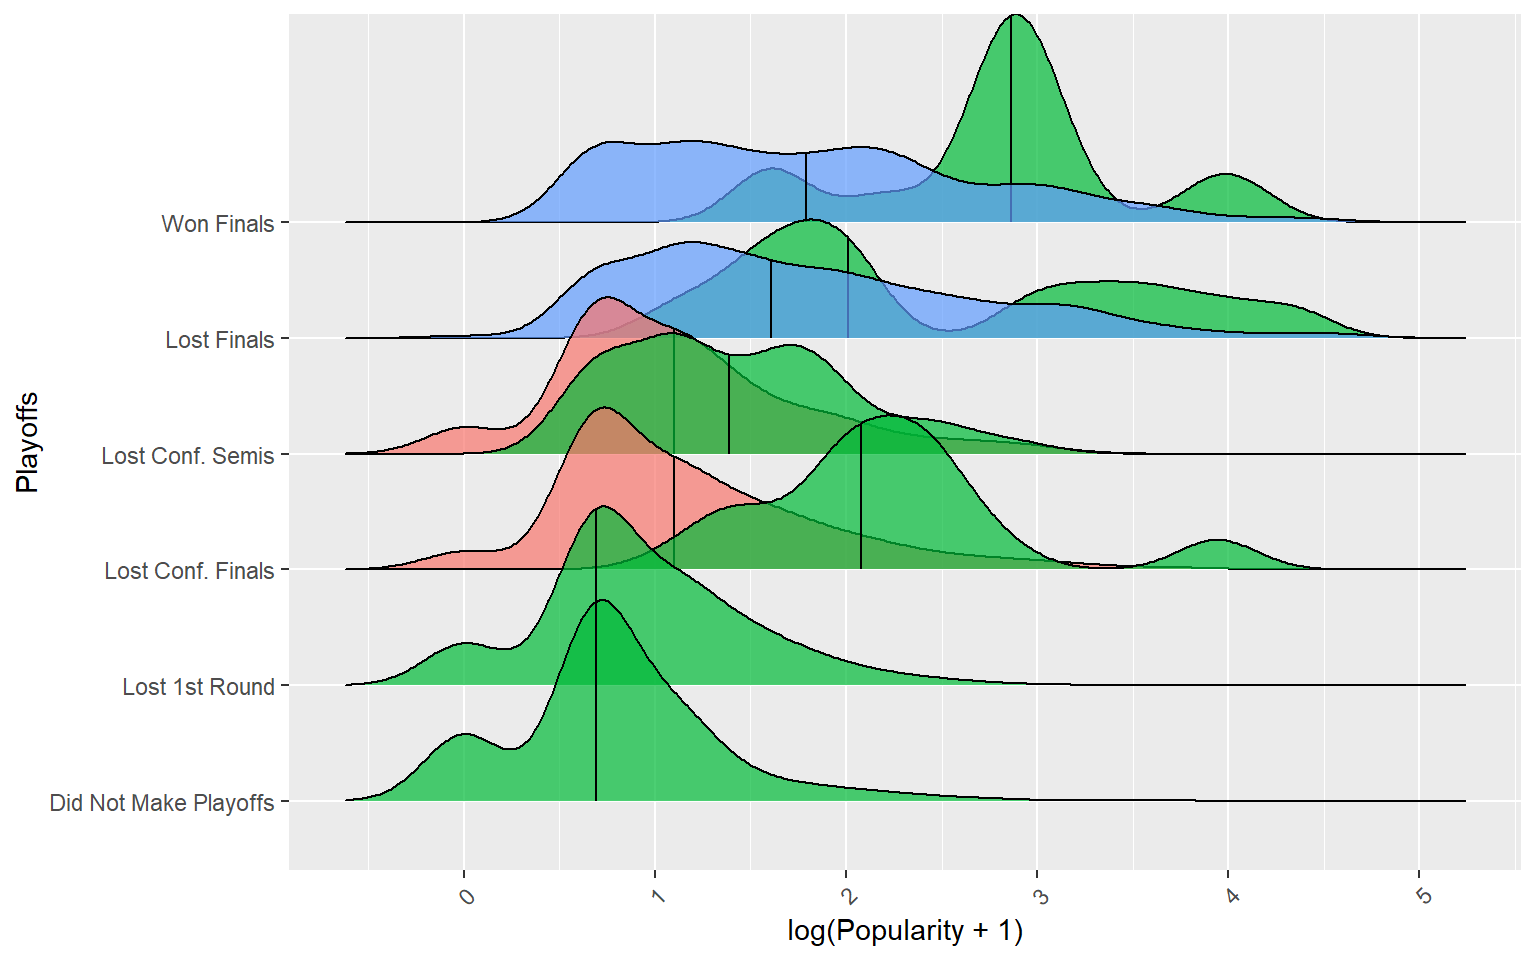 Won Finals
Lost Finals
Lost Conf. Semis
Lost Conf. Finals
Lost 1st Round
Did Not Make Playoffs
Playoffs
0 1 2 3 4 5
log(Popularity + 1)